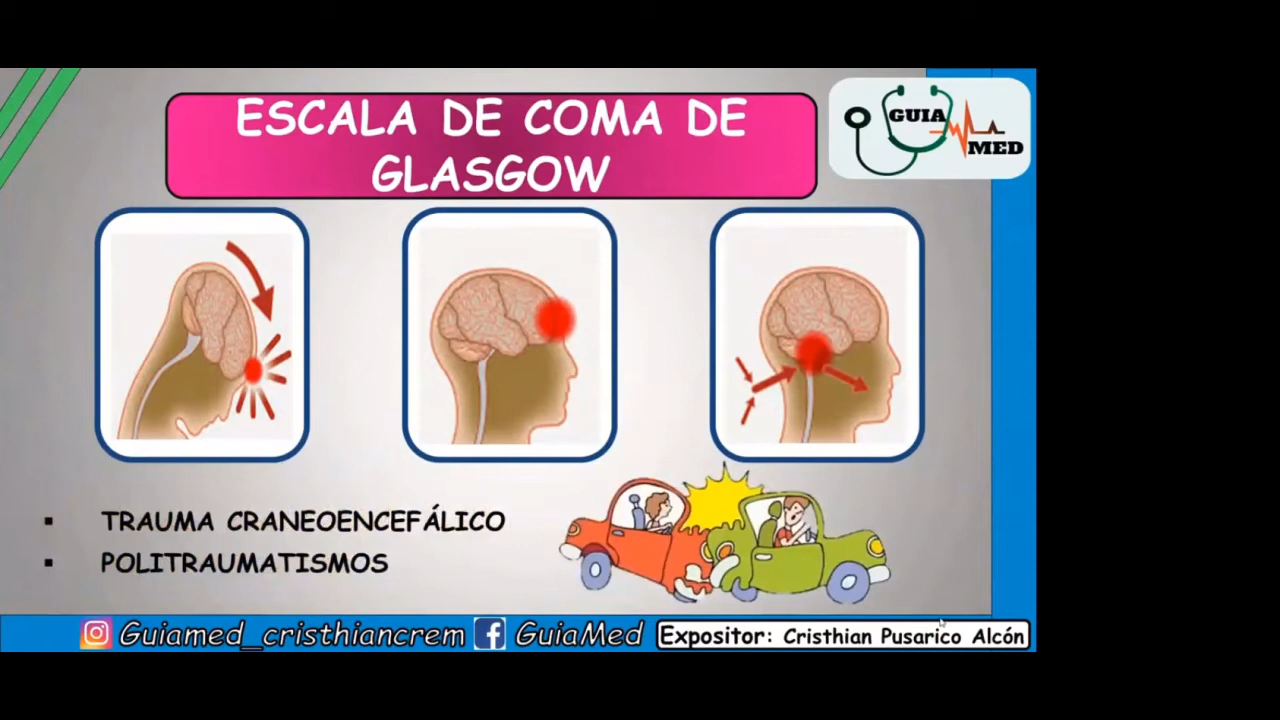 ESCALA DE COMA DE
GLASGOW
GUIA
MED
▪ TRAUMA CRANEOENCEFÁLICO
▪ POLITRAUMATISMOS
Guiamed_cristhiancrem GuiaMed Expositor: Cristhian Pusarico Alcón